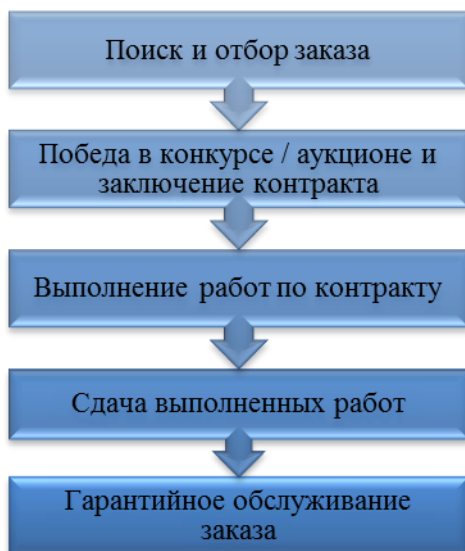 Поиск и отбор заказа
Победа в конкурсе / аукционе и
заключение контракта
Выполнение работ по контракту
Сдача выполненных работ
Гарантийное обслуживание
заказа